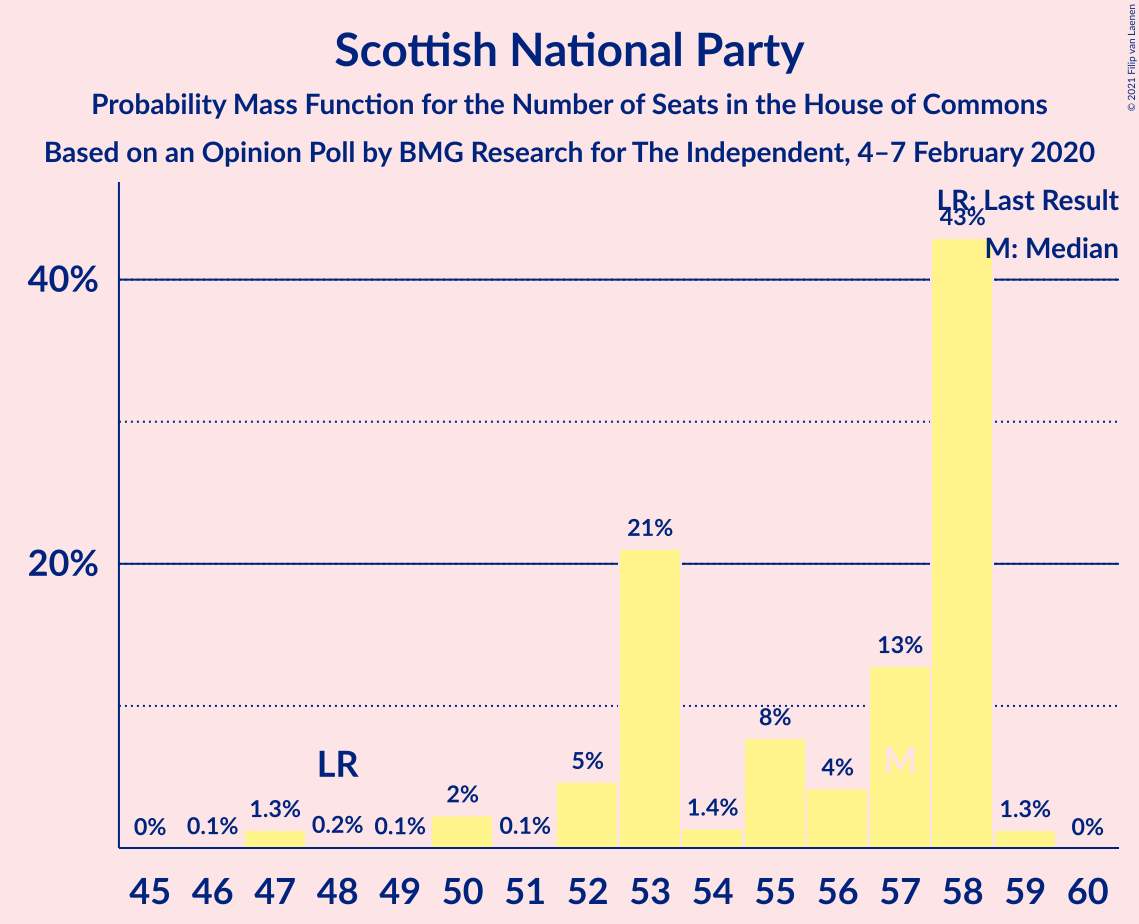 Scottish National Party
Probability Mass Function for the Number of Seats in the House of Commons
Based on an Opinion Poll by BMG Research for The Independent, 4–7 February 2020
© 2021 Filip van Laenen
LR: Last Result
M: Median
43%
40%
21%
20%
13%
8%
LR
5%
4%
M
0%
0.1%
1.3%
0.2%
0.1%
2%
0.1%
1.4%
1.3%
0%
45 46 47 48 49 50 51 52 53 54 55 56 57 58 59 60